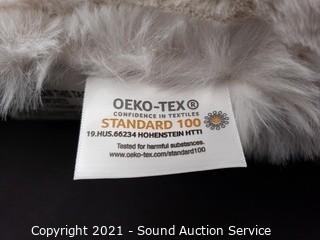 OEKO-TEX®
CONFIDENCE IN TEXTILES
STANDARD 100
19.HUS.66234 HOHENSTEIN HTTI
Tested for harmful substances.
www.oeko-tex.com/standard100
Copyright 2021 - Sound Auction Service